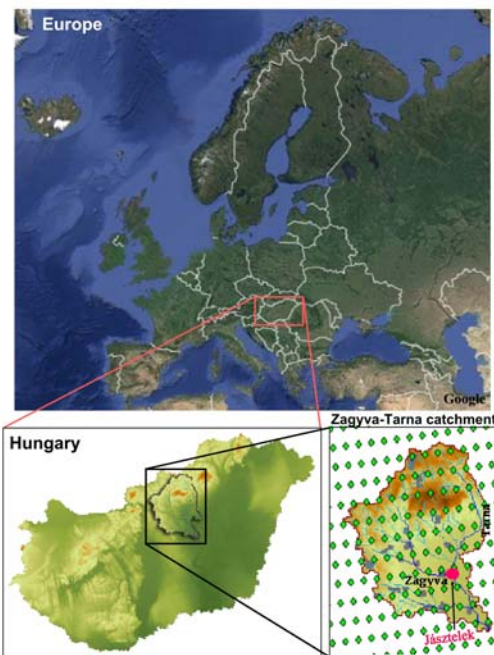 Europe
Google
Hungary
Zagyva-Tarna catchment
Tarna
Zagyva
Jásztelek